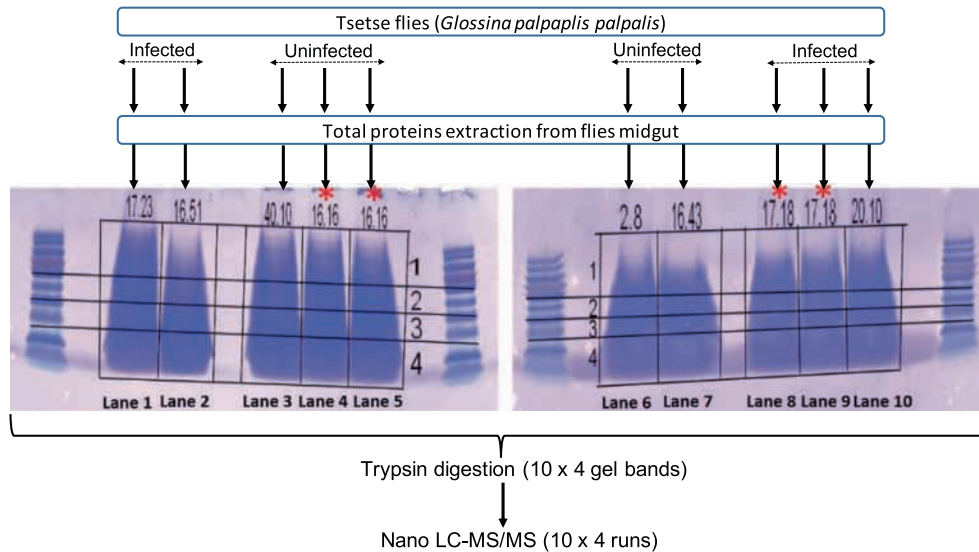 Tsetse flies (Glossina palpaplis palpalis)
Infected Uninfected Uninfected Infected
Total proteins extraction from flies midgut
17.23 16.51 40.10 16.16 16.16 2.8 16.43 17.18 17.18 20.10
1 1
2 2
3 3
4 4
Lane 1 Lane 2 Lane 3 Lane 4 Lane 5 Lane 6 Lane 7 Lane 8 Lane 9 Lane 10
Trypsin digestion (10 x 4 gel bands)
Nano LC-MS/MS (10 x 4 runs)